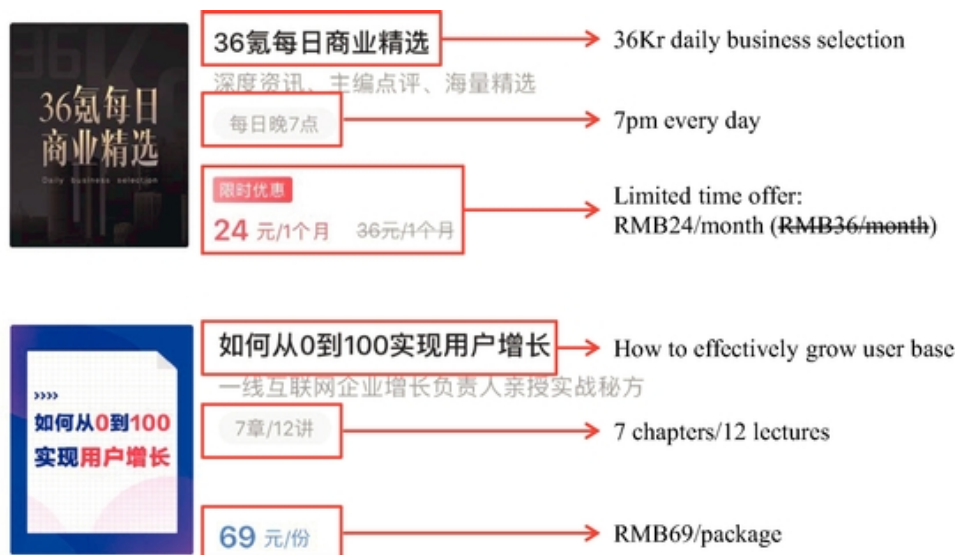 36氪每日
商业精选
Daily business selection
36氪每日商业精选
36Kr daily business selection
深度资讯、主编点评、海量精选
每日晚7点
7pm every day
限时优惠
24 元/1个月 36元/1个月
Limited time offer:
RMB24/month (RMB36/month)
如何从0到100
实现用户增长
如何从0到100实现用户增长
How to effectively grow user base
一线互联网企业增长负责人亲授实战秘方
7章/12讲
7 chapters/12 lectures
69 元/份
RMB69/package